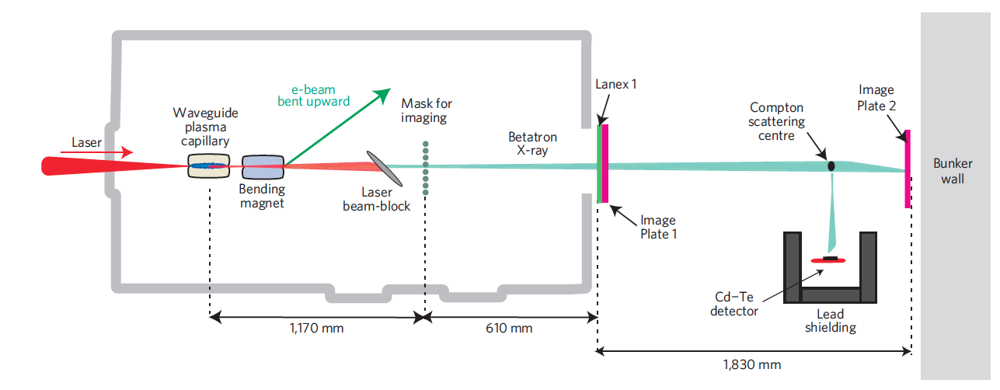 Laser
Waveguide
plasma
capillary
Bending
magnet
e-beam
bent upward
Laser
beam-block
Mask for
imaging
Betatron
X-ray
Lanex 1
Image
Plate 1
Compton
scattering
centre
Image
Plate 2
Bunker
wall
Cd–Te
detector
Lead
shielding
1,170 mm
610 mm
1,830 mm